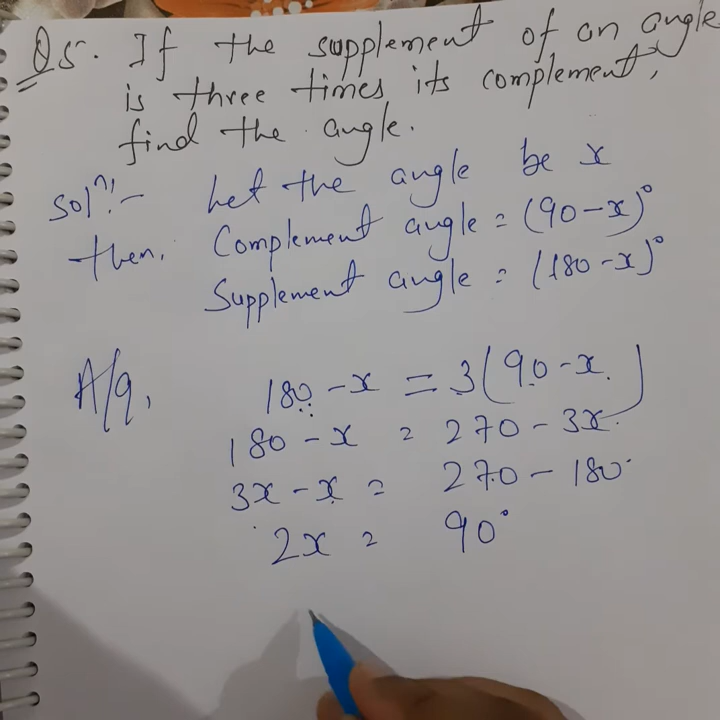 Q5. If the supplement of an angle
is three times its complement,
find the angle.
Solⁿ:- Let the angle be x
then, Complement angle = (90-x)°
Supplement angle = (180-x)°
A/q, 180-x = 3(90-x)
180-x = 270-3x
3x-x = 270-180
2x = 90°